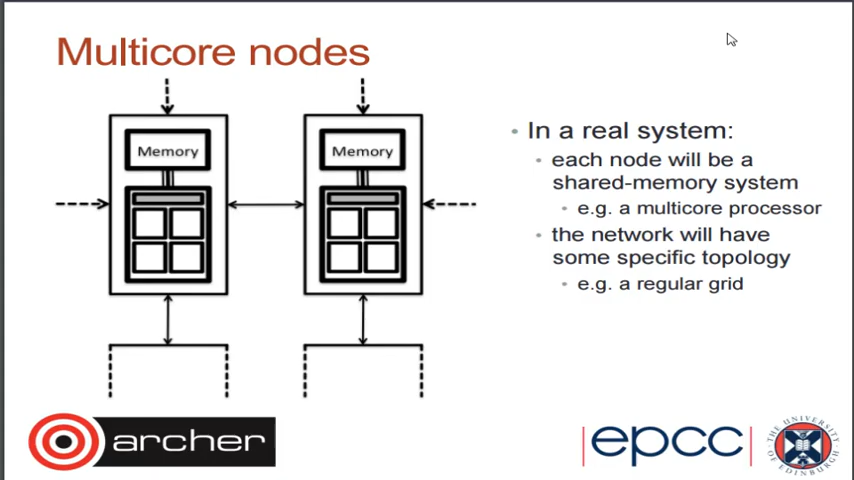 Multicore nodes
Memory
Memory
• In a real system:
• each node will be a
shared-memory system
• e.g. a multicore processor
• the network will have
some specific topology
• e.g. a regular grid
archer
epcc
THE UNIVERSITY
OF EDINBURGH